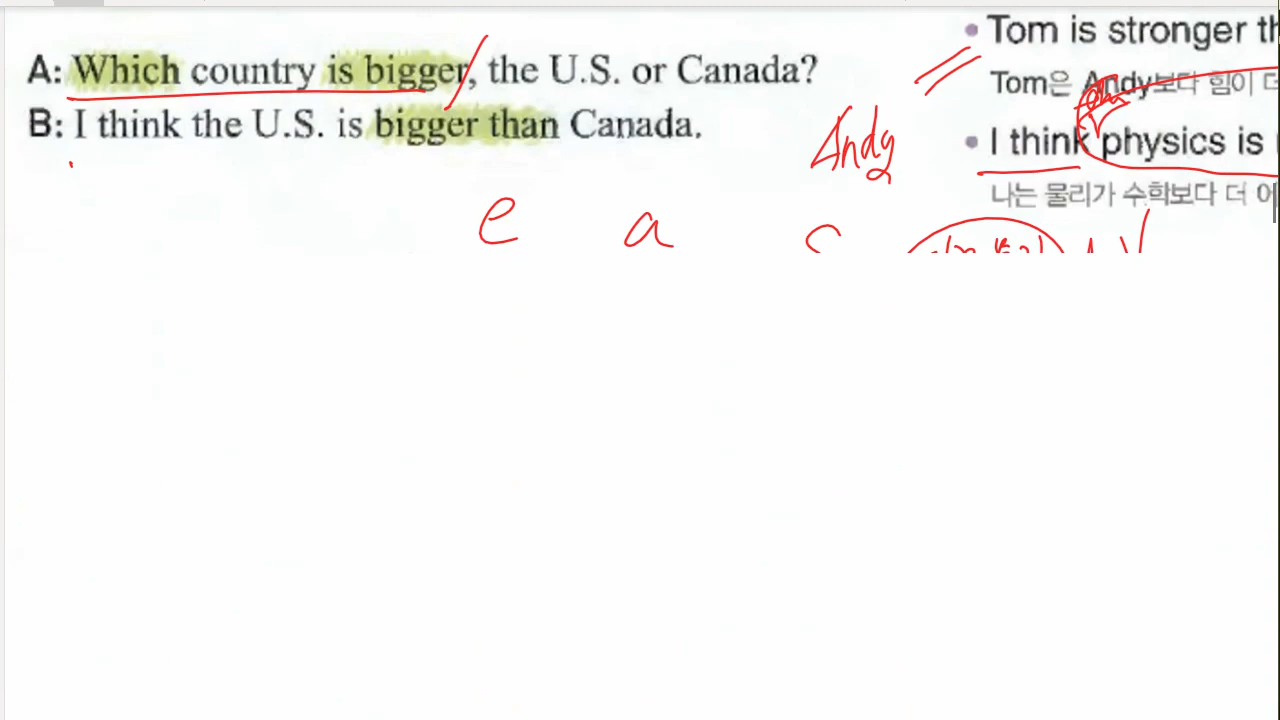 A: Which country is bigger, the U.S. or Canada?
B: I think the U.S. is bigger than Canada.
Tom is stronger
Tom은 Andy보다 힘이 더
I think physics is
나는 물리가 수학보다 더
Andy
e a